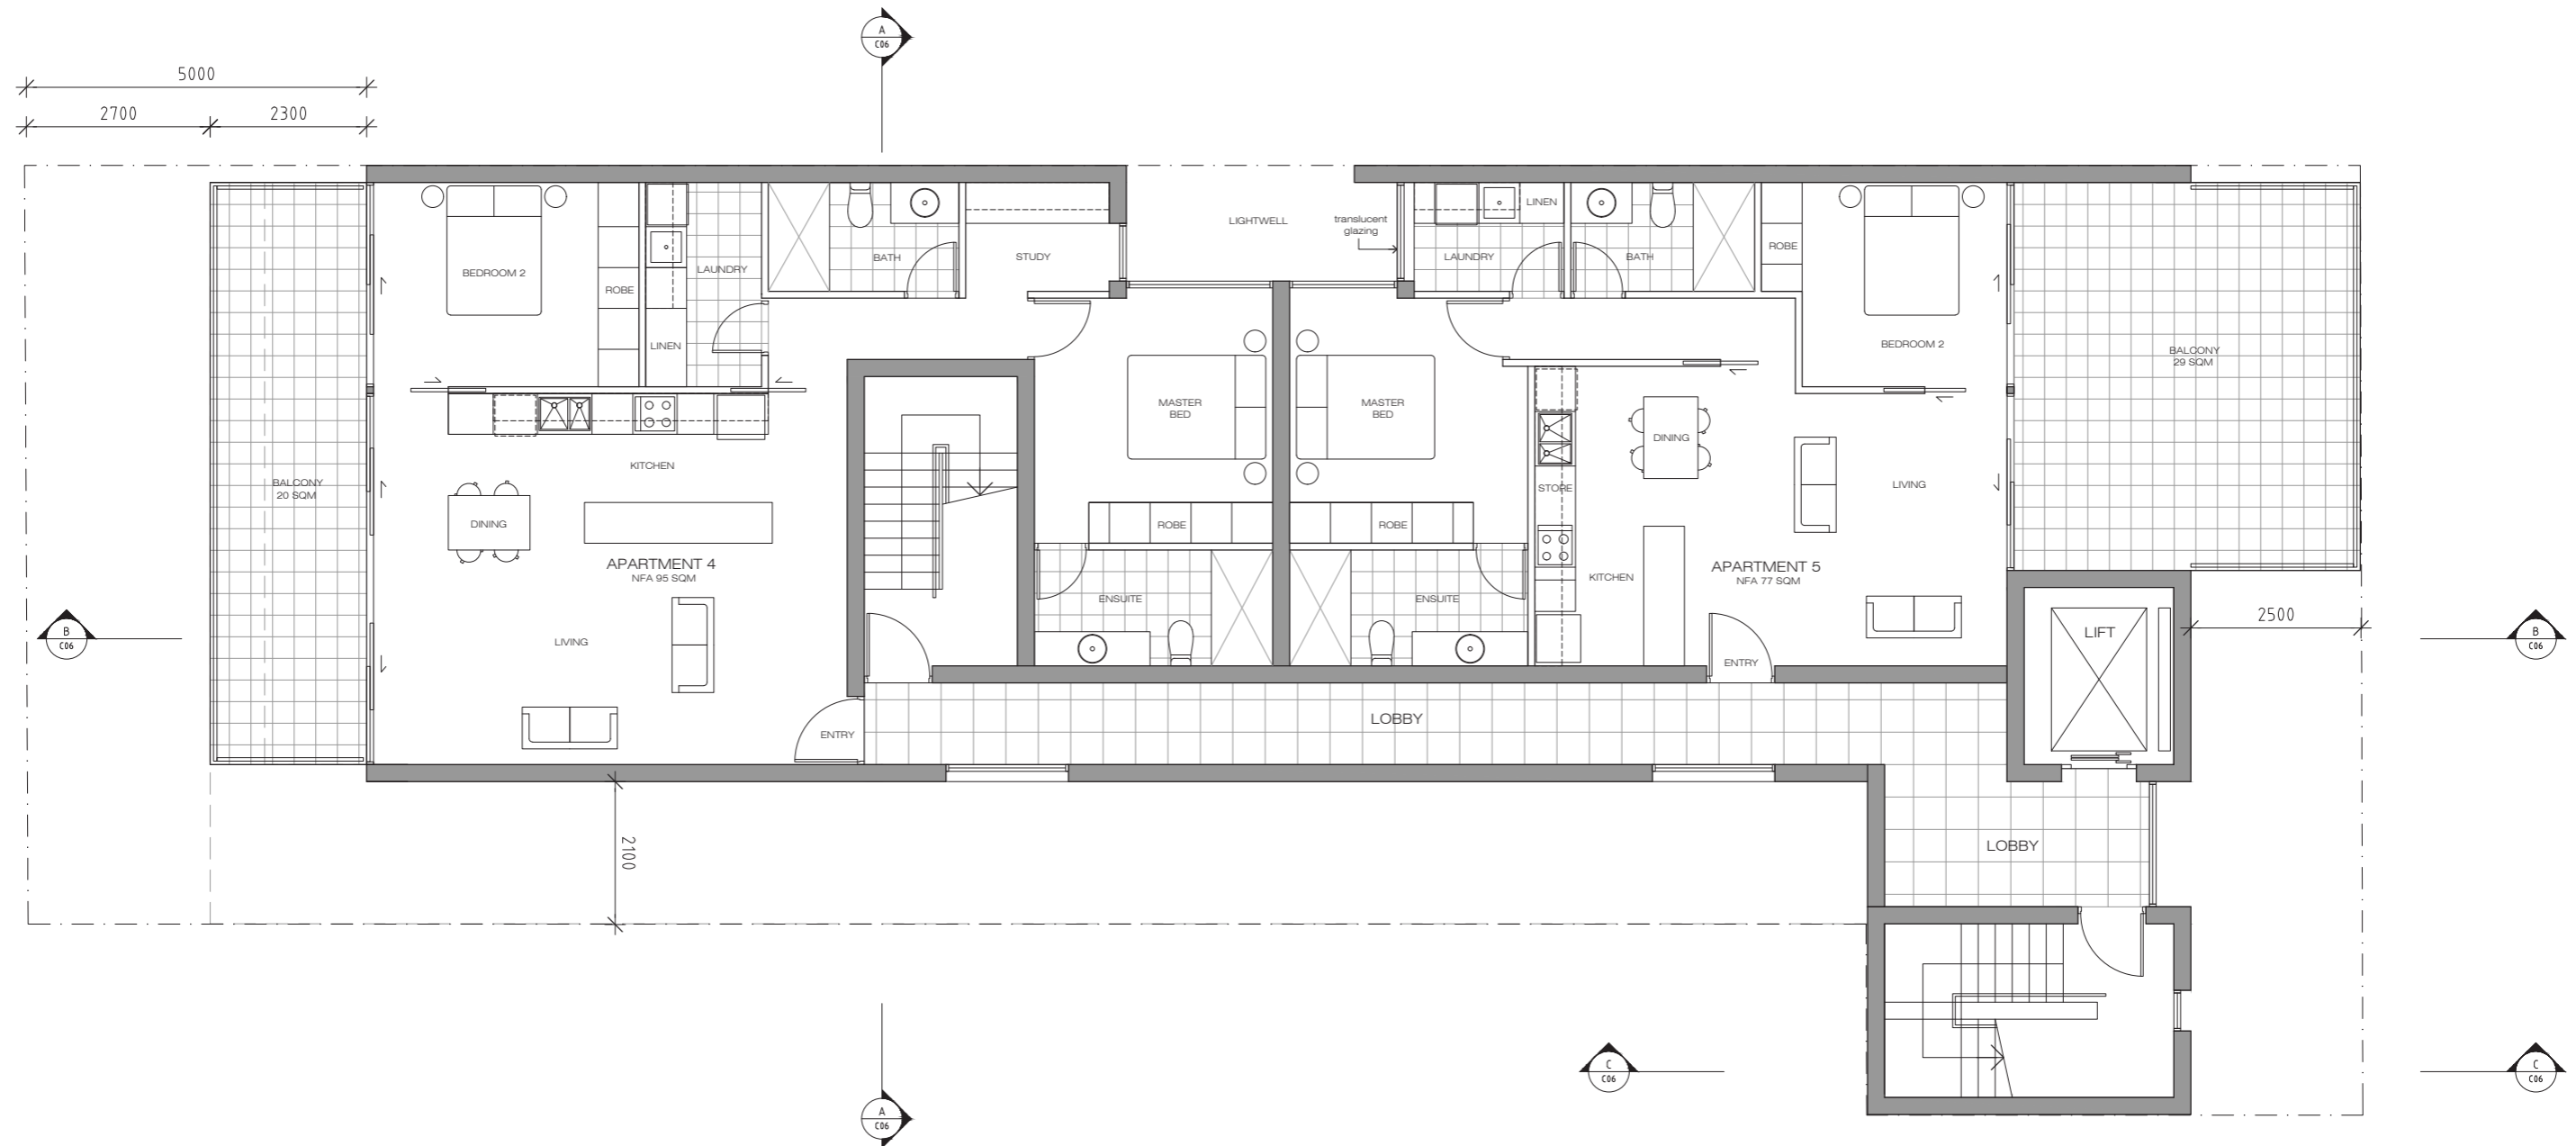 A
C06
5000
2700
2300
LIGHTWELL
translucent
glazing
LINEN
BEDROOM 2
LAUNDRY
BATH
STUDY
LAUNDRY
BATH
ROBE
ROBE
LINEN
BEDROOM 2
BALCONY
29 SQM
MASTER
BED
MASTER
BED
DINING
KITCHEN
BALCONY
20 SQM
DINING
STORE
LIVING
ROBE
ROBE
APARTMENT 4
NFA 95 SQM
APARTMENT 5
NFA 77 SQM
KITCHEN
ENSUITE
ENSUITE
2500
B
C06
LIVING
LIFT
B
C06
ENTRY
ENTRY
LOBBY
2100
LOBBY
C
C06
C
C06
A
C06